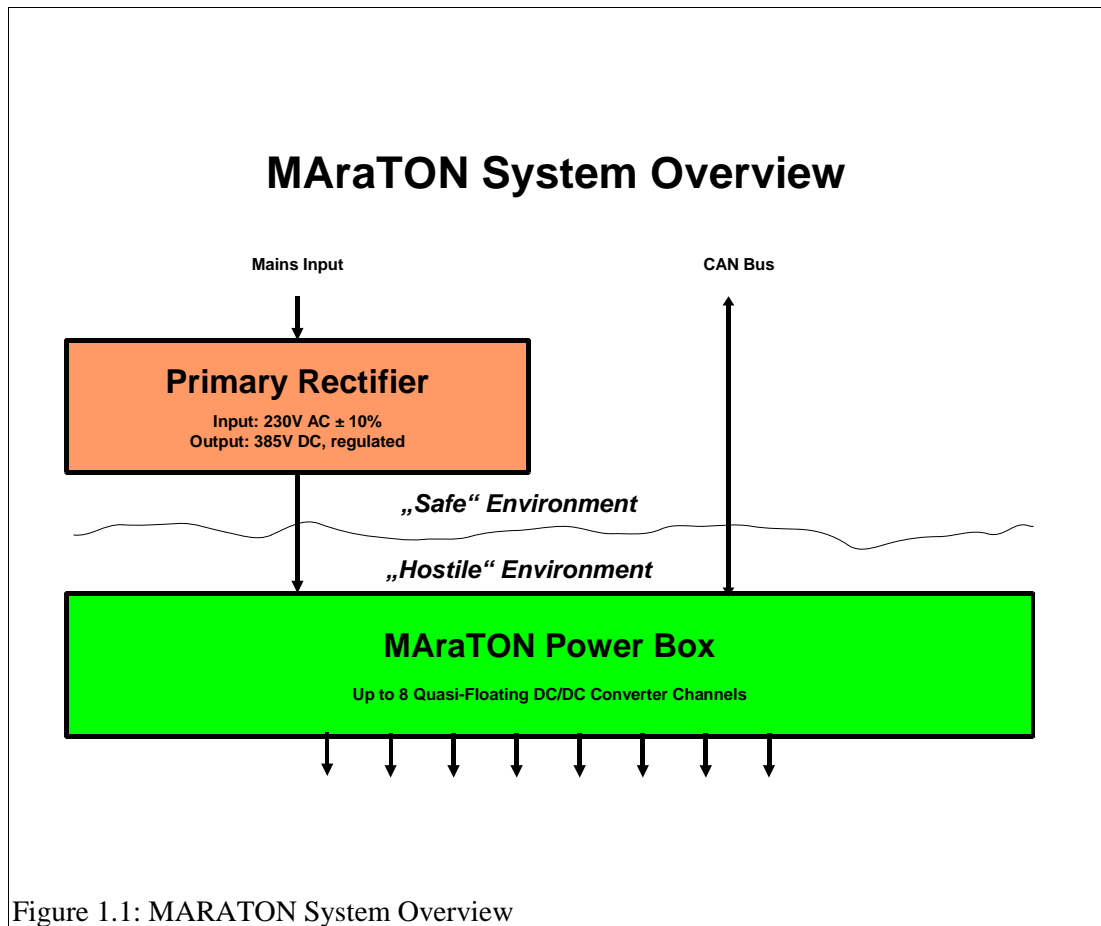 MAraTON System Overview
Mains Input
CAN Bus
Primary Rectifier
Input: 230V AC ± 10%
Output: 385V DC, regulated
„Safe“ Environment
„Hostile“ Environment
MAraTON Power Box
Up to 8 Quasi-Floating DC/DC Converter Channels
Figure 1.1: MARATON System Overview